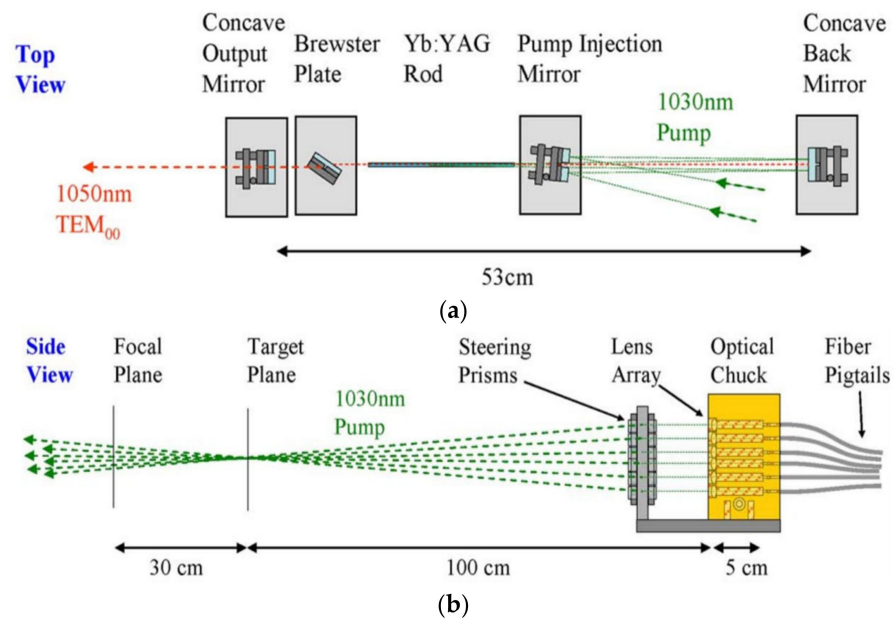 Top
View
Concave
Output
Mirror
Brewster
Plate
Yb:YAG
Rod
Pump Injection
Mirror
Concave
Back
Mirror
1030nm
Pump
1050nm
TEM00
53cm
(a)
Side
View
Focal
Plane
Target
Plane
Steering
Prisms
Lens
Array
Optical
Chuck
Fiber
Pigtails
1030nm
Pump
30 cm
100 cm
5 cm
(b)